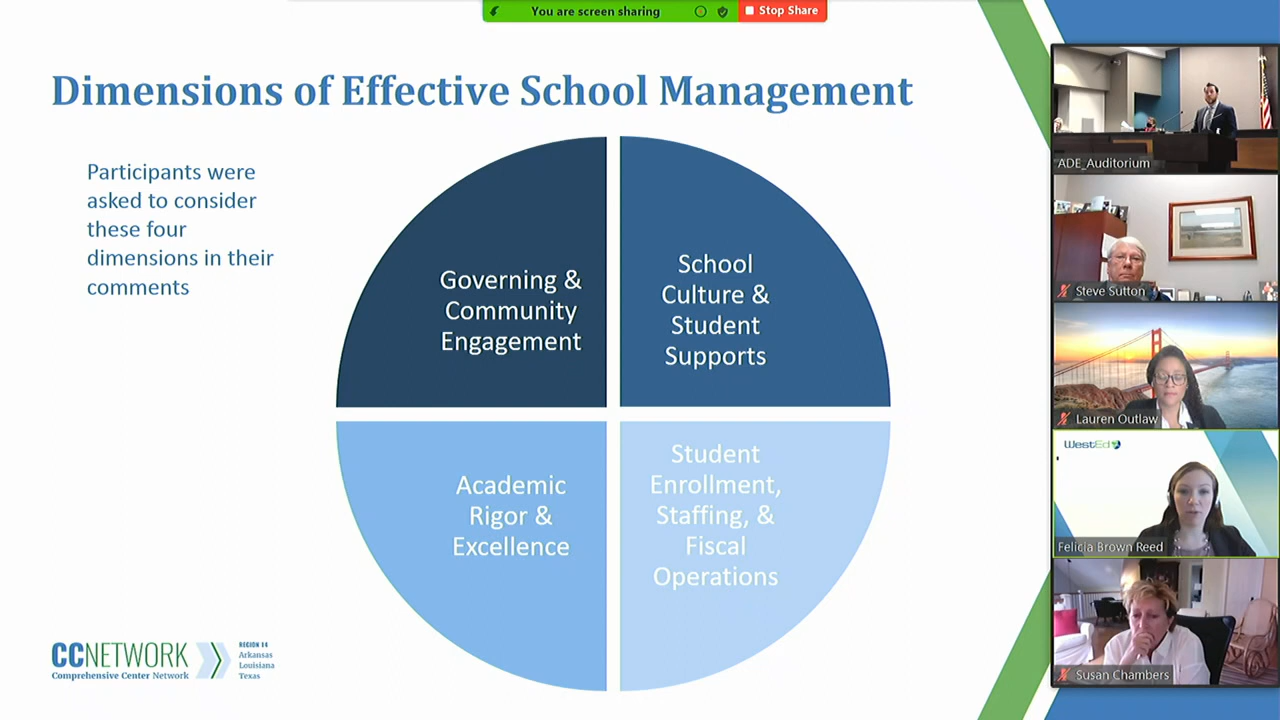 You are screen sharing
Stop Share
Dimensions of Effective School Management
Participants were
asked to consider
these four
dimensions in their
comments
Governing &
Community
Engagement
School
Culture &
Student
Supports
Academic
Rigor &
Excellence
Student
Enrollment,
Staffing, &
Fiscal
Operations
CCNETWORK
Comprehensive Center Network
REGION 14
Arkansas
Louisiana
Texas
ADE_Auditorium
Steve Sutton
Lauren Outlaw
WestEd
Felicia Brown Reed
Susan Chambers